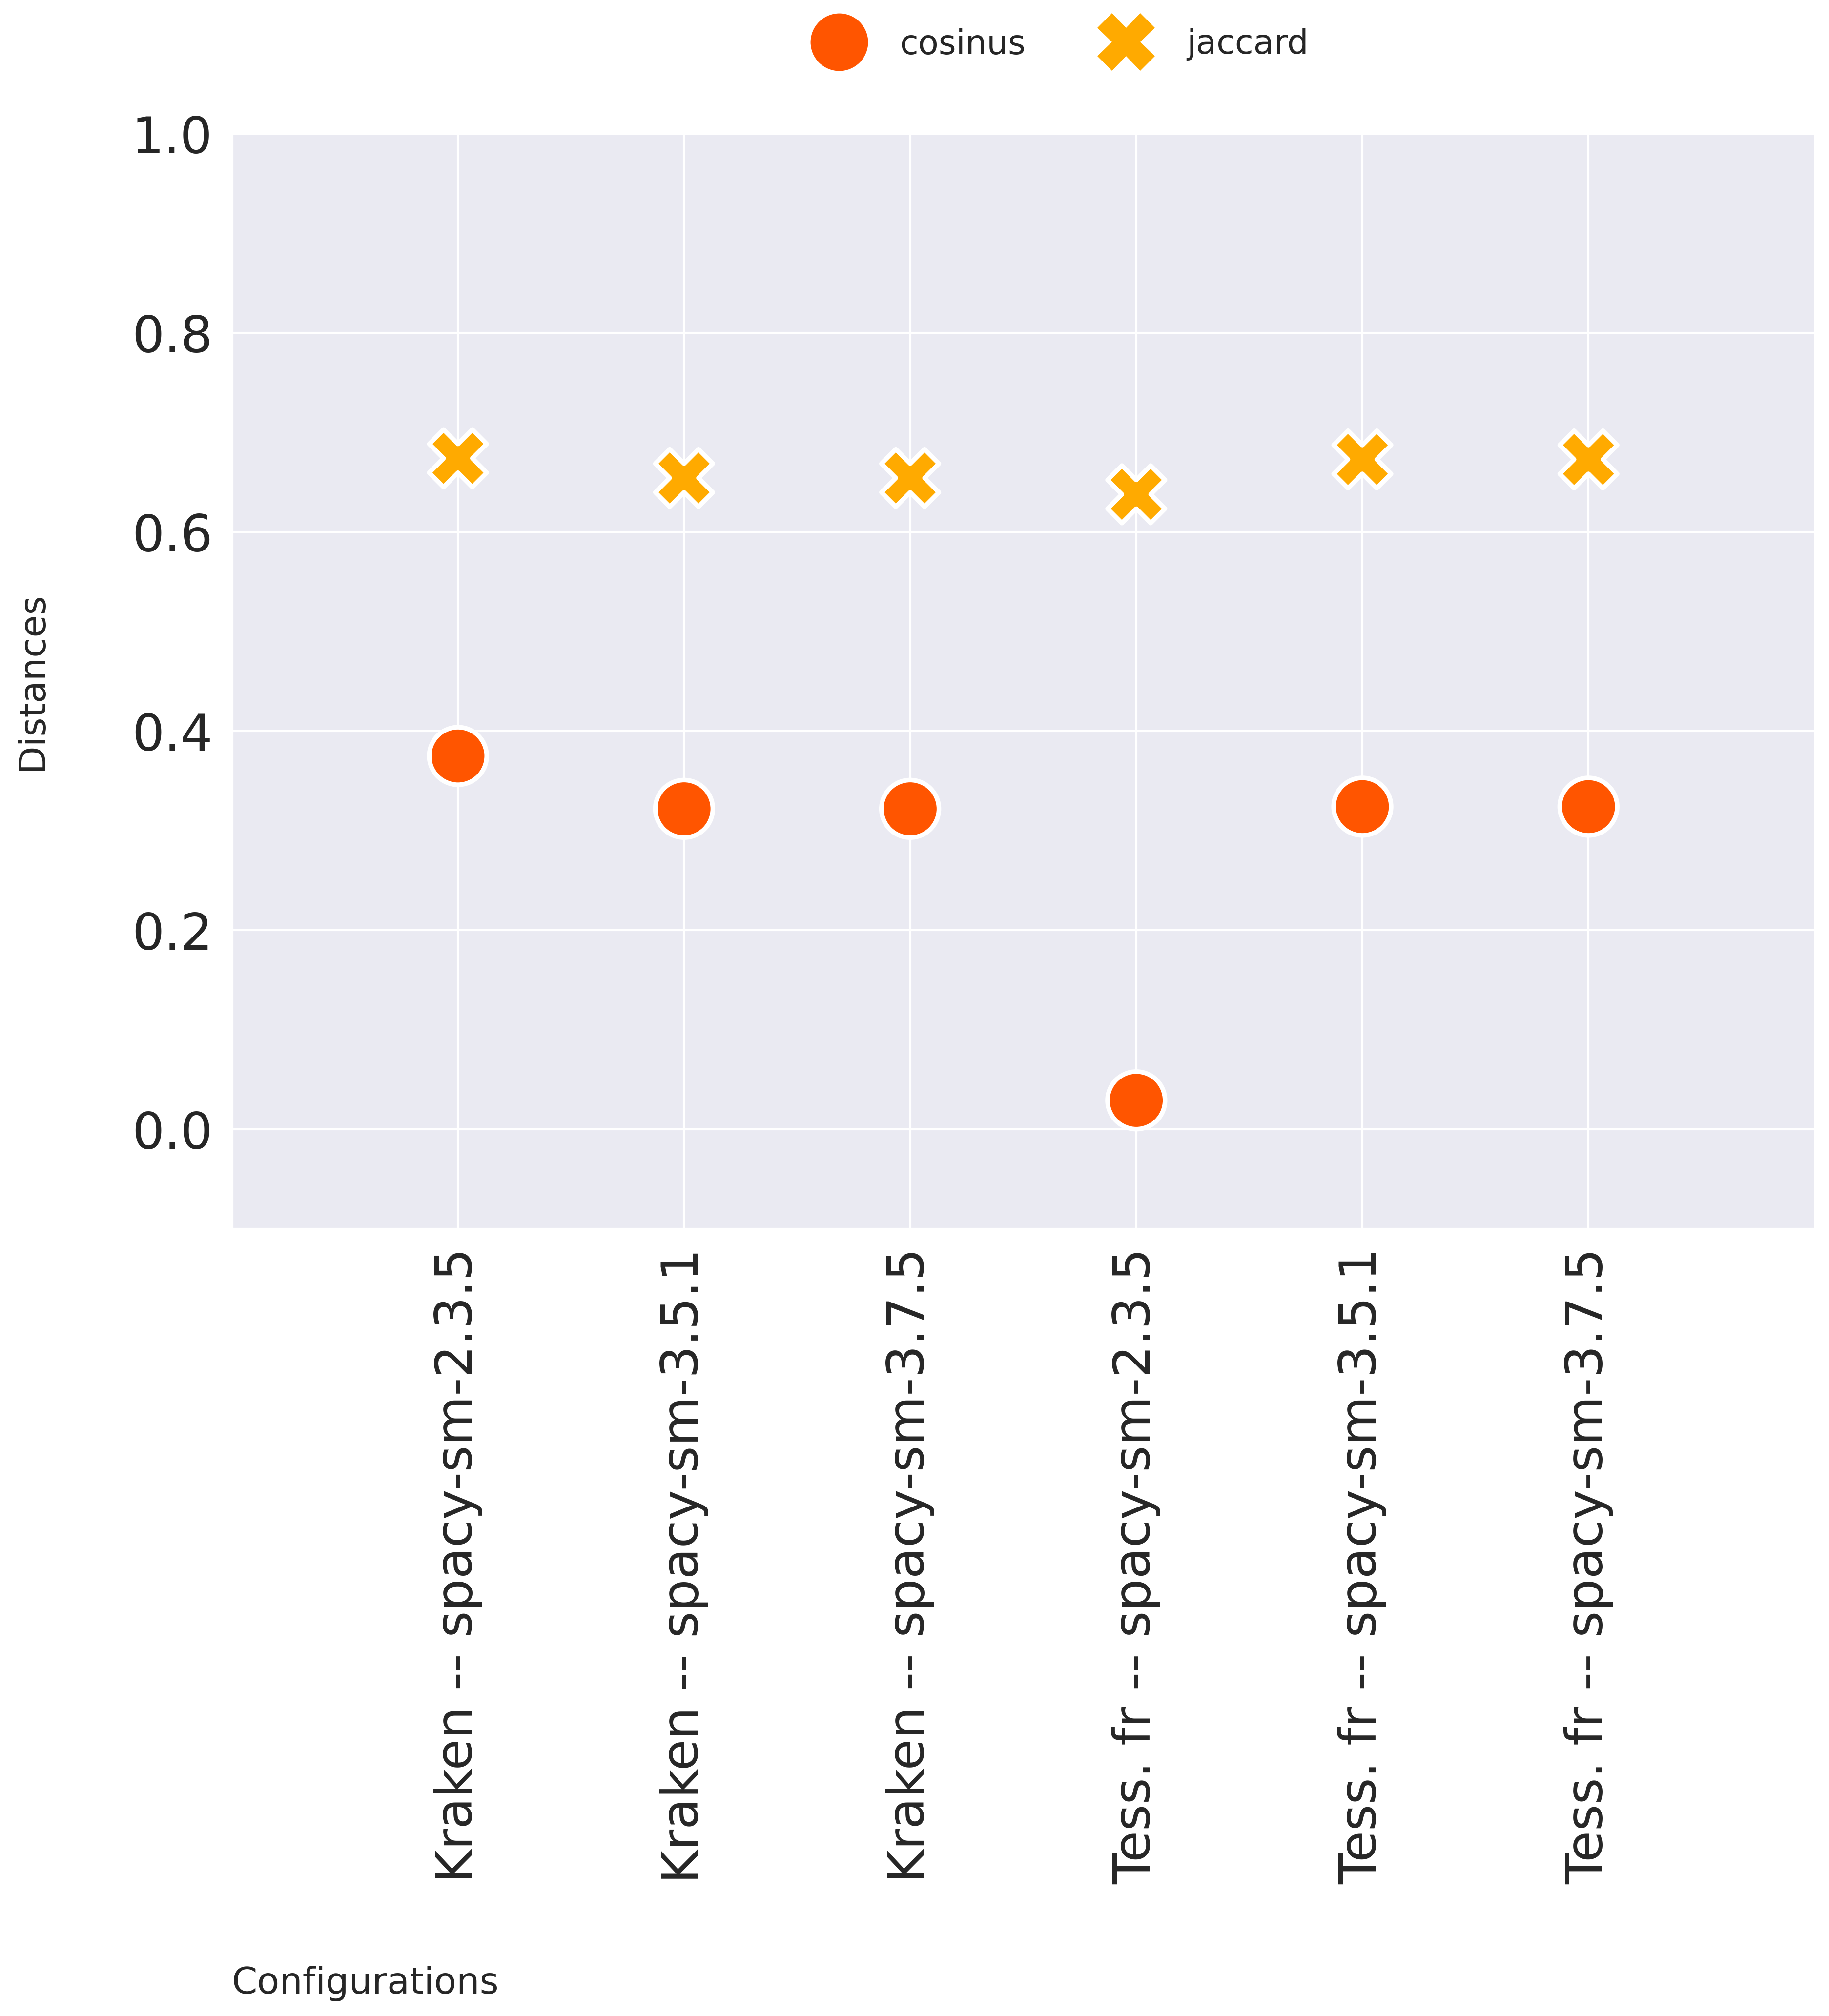 cosinus jaccard
1.0
0.8
0.6
0.4
0.2
0.0
Distances
Kraken -- spacy-sm-2.3.5
Kraken -- spacy-sm-3.5.1
Kraken -- spacy-sm-3.7.5
Tess. fr -- spacy-sm-2.3.5
Tess. fr -- spacy-sm-3.5.1
Tess. fr -- spacy-sm-3.7.5
Configurations